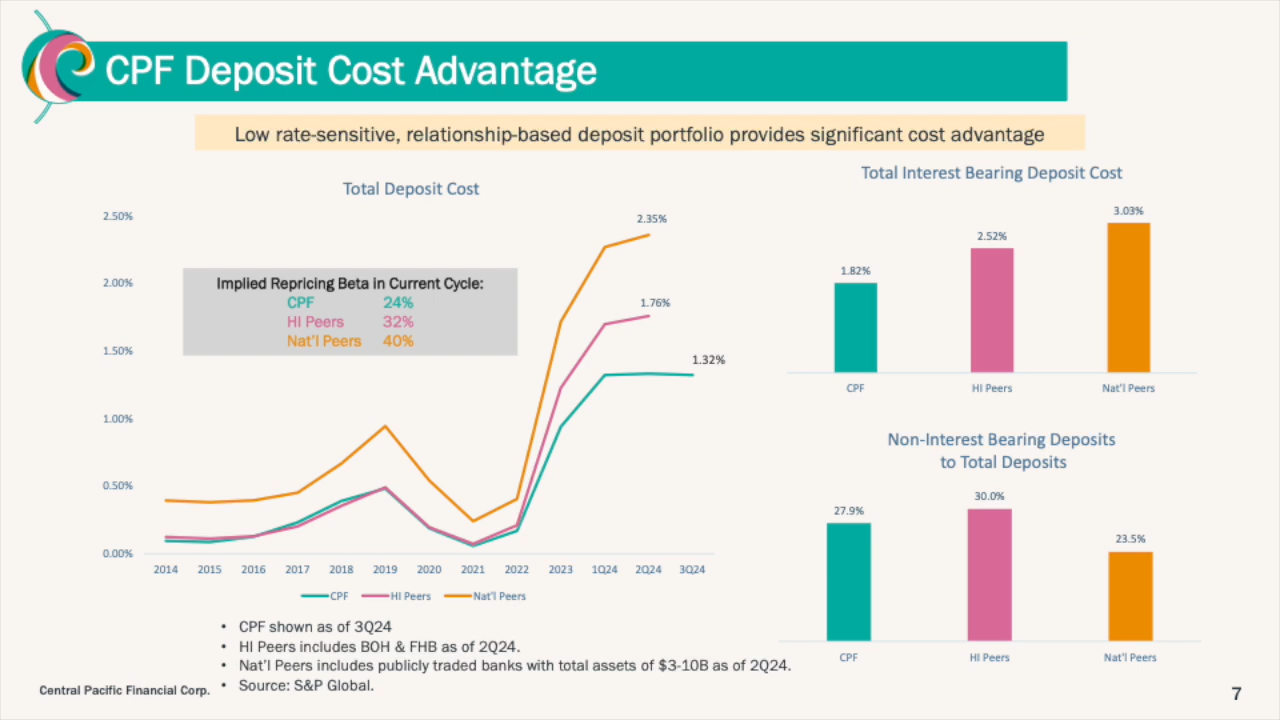 CPF Deposit Cost Advantage
Low rate-sensitive, relationship-based deposit portfolio provides significant cost advantage
Total Deposit Cost
2.50%
2.00%
1.50%
1.00%
0.50%
0.00%
2.35%
1.76%
1.32%
Implied Repricing Beta in Current Cycle:
CPF 24%
HI Peers 32%
Nat'l Peers 40%
2014 2015 2016 2017 2018 2019 2020 2021 2022 2023 1Q24 2Q24 3Q24
CPF HI Peers Nat'l Peers
Total Interest Bearing Deposit Cost
1.82% 2.52% 3.03%
CPF HI Peers Nat'l Peers
Non-Interest Bearing Deposits
to Total Deposits
27.9% 30.0% 23.5%
CPF HI Peers Nat'l Peers
• CPF shown as of 3Q24
• HI Peers includes BOH & FHB as of 2Q24.
• Nat'l Peers includes publicly traded banks with total assets of $3-10B as of 2Q24.
• Source: S&P Global.
Central Pacific Financial Corp.
7